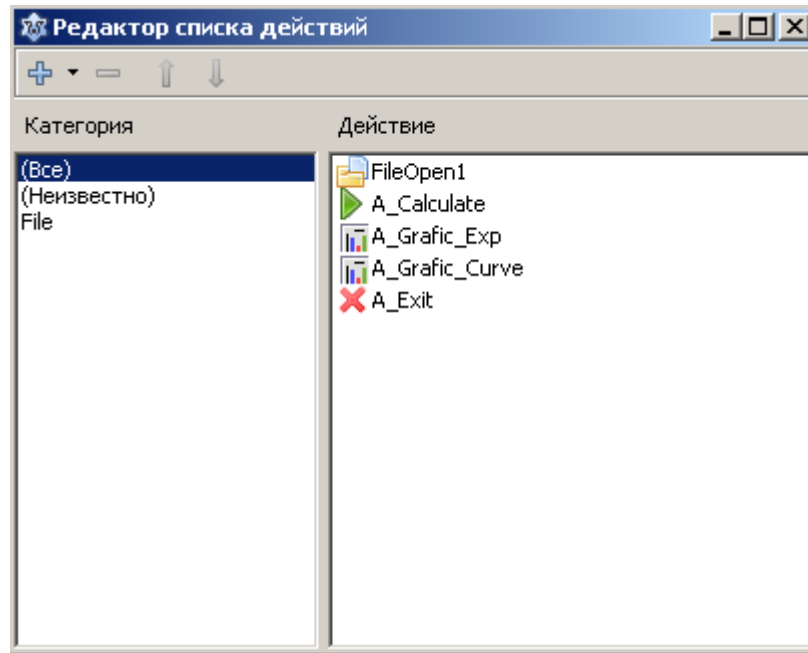 Редактор списка действий
Категория
Действие
(Все)
(Неизвестно)
File
FileOpen1
A_Calculate
A_Grafic_Exp
A_Grafic_Curve
A_Exit